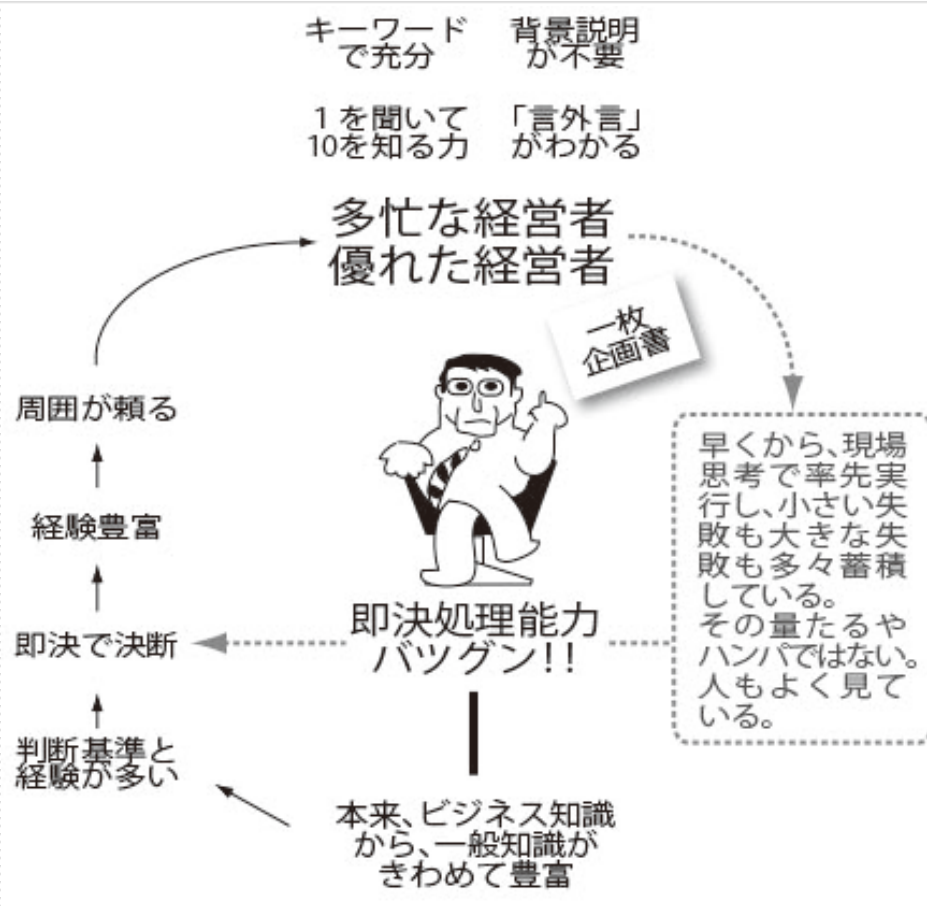 キーワード
で充分
背景説明
が不要
1を聞いて
10を知る力
「言外言」
がわかる
多忙な経営者
優れた経営者
一枚
企画書
周囲が頼る
経験豊富
即決で決断
判断基準と
経験が多い
即決処理能力
バツグン!!
本来、ビジネス知識
から、一般知識が
きわめて豊富
早くから、現場
思考で率先実
行し、小さい失
敗も大きな失
敗も多々蓄積
している。
その量たるや
ハンパではない。
人もよく見て
いる。